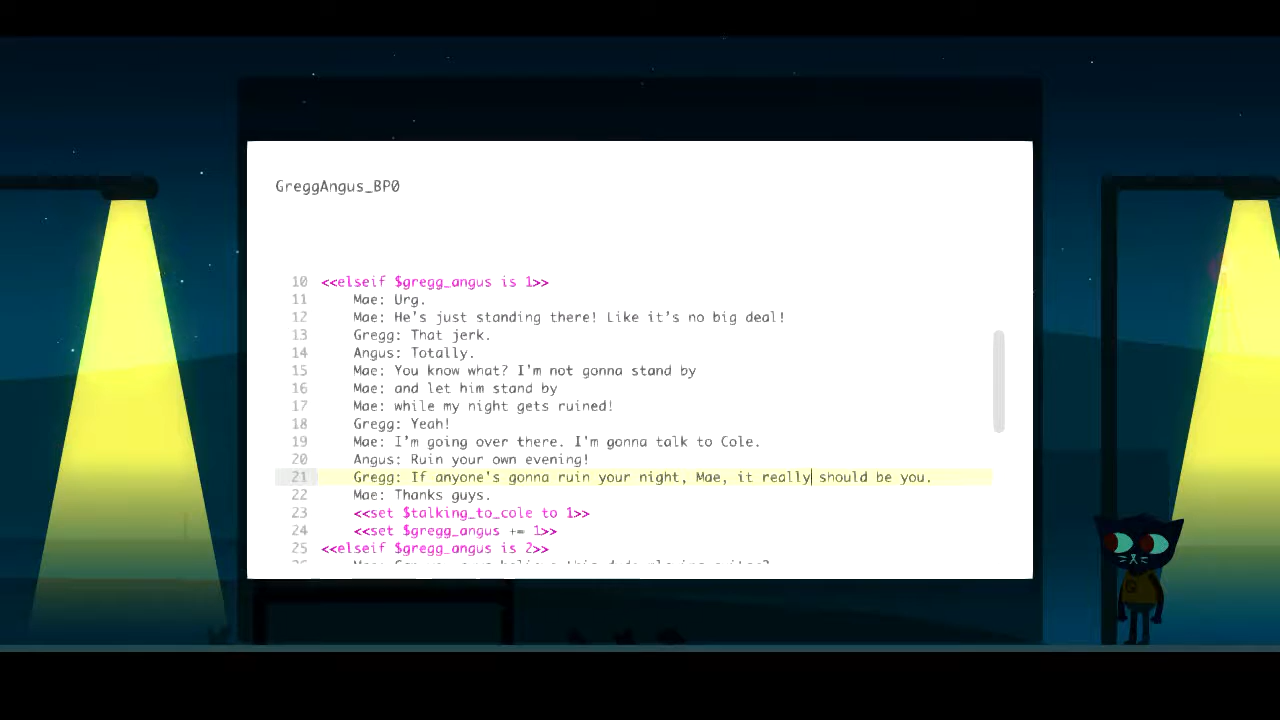 GreggAngus_BP0
10 <<elseif $gregg_angus is 1>>
11 Mae: Urg.
12 Mae: He's just standing there! Like it's no big deal!
13 Gregg: That jerk.
14 Angus: Totally.
15 Mae: You know what? I'm not gonna stand by
16 Mae: and let him stand by
17 Mae: while my night gets ruined!
18 Gregg: Yeah!
19 Mae: I'm going over there. I'm gonna talk to Cole.
20 Angus: Ruin your own evening!
21 Gregg: If anyone's gonna ruin your night, Mae, it really should be you.
22 Mae: Thanks guys.
23 <<set $talking_to_cole to 1>>
24 <<set $gregg_angus += 1>>
25 <<elseif $gregg_angus is 2>>